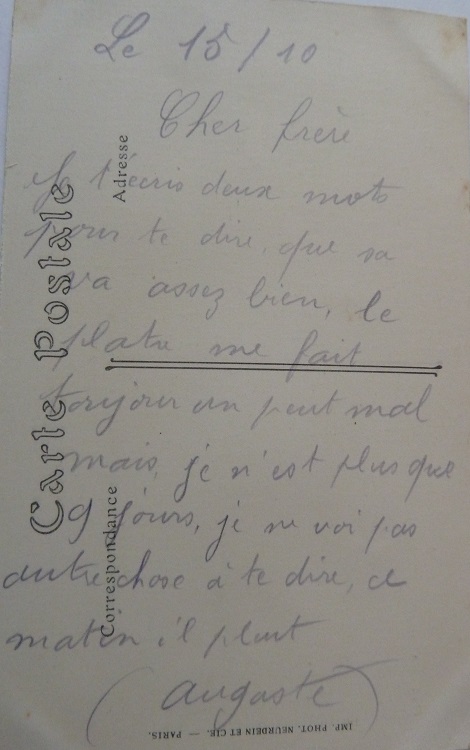 Le 15/10
Cher frère
Je t'écris deux mots
pour te dire que sa
va assez bien, le
platre me fait
toujour un peut mal
mais, je n'est plus que
9 jours, je ne voi pas
autre chose à te dire, ce
matin il pleut
(auguste)
Carte Postale
Adresse
Correspondance
IMP. PHOT. NEURDEIN ET CIE. — PARIS.